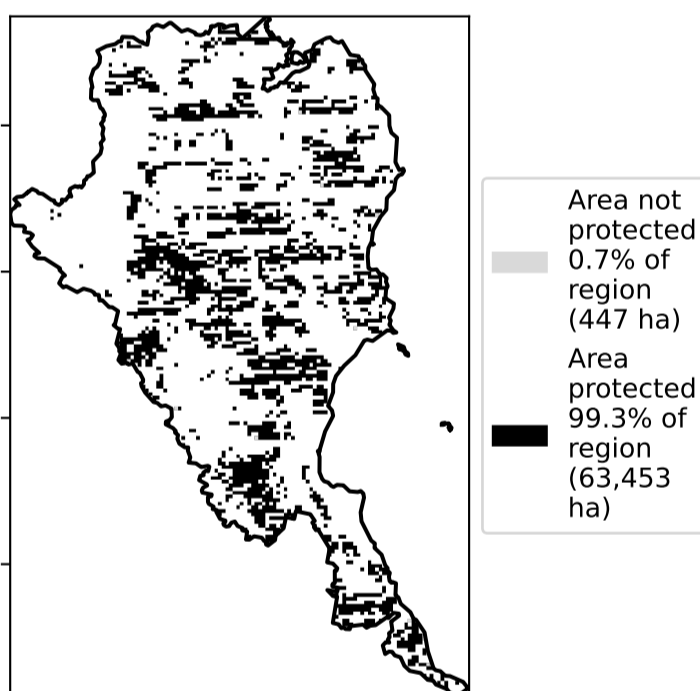 Area not
protected
0.7% of
region
(447 ha)
Area
protected
99.3% of
region
(63,453
ha)